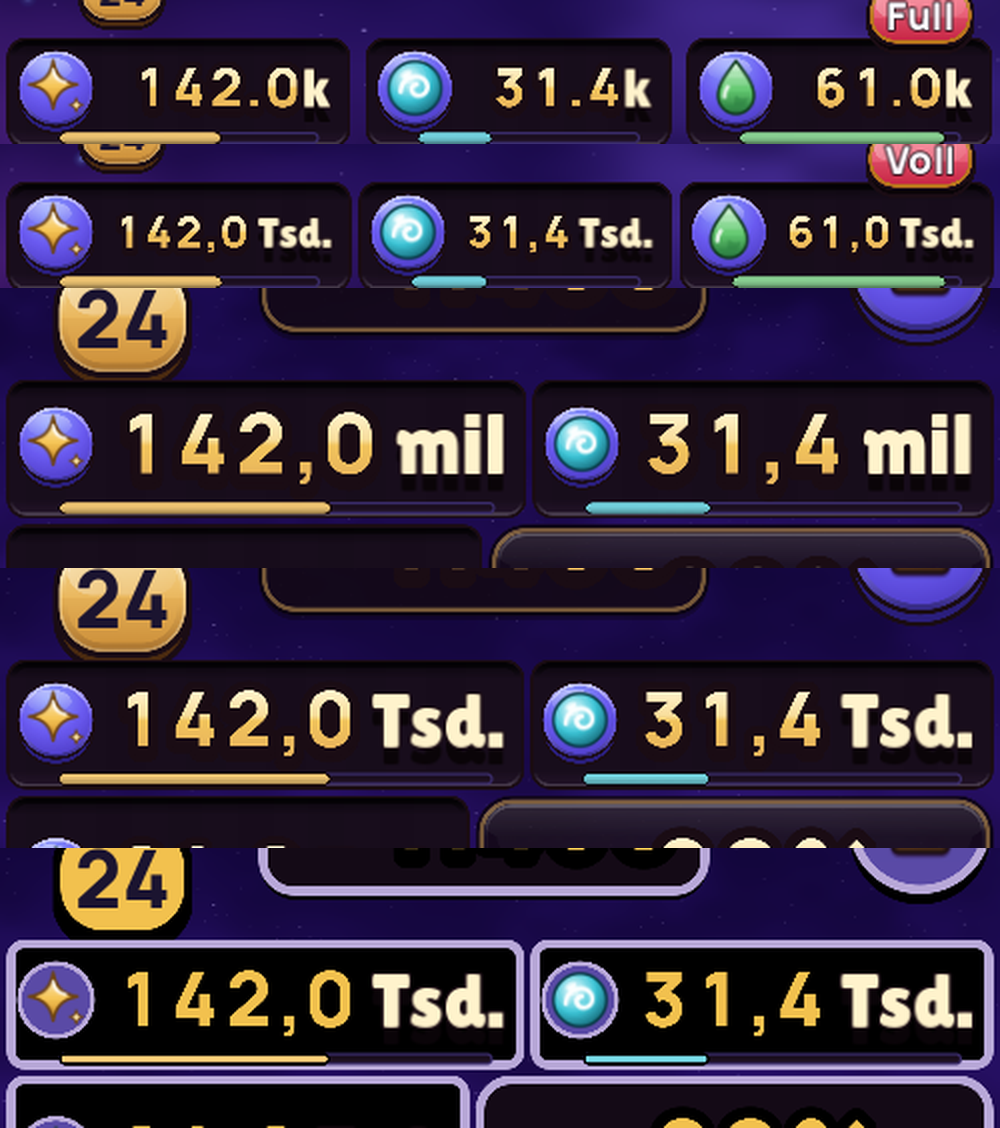 Full
142.0k 31.4k 61.0k
Voll
142,0 Tsd. 31,4 Tsd. 61,0 Tsd.
24
142,0 mil 31,4 mil
24
142,0 Tsd. 31,4 Tsd.
24
142,0 Tsd. 31,4 Tsd.